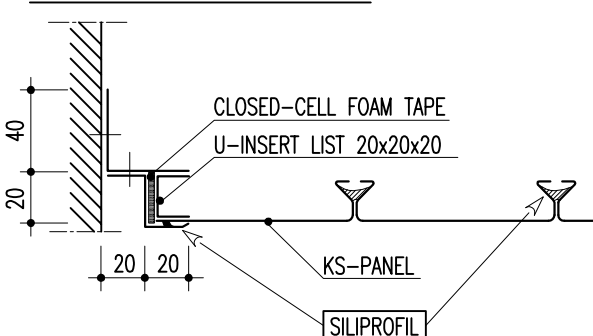 CLOSED-CELL FOAM TAPE
U-INSERT LIST 20x20x20
40
20
20 20
KS-PANEL
SILIPROFIL